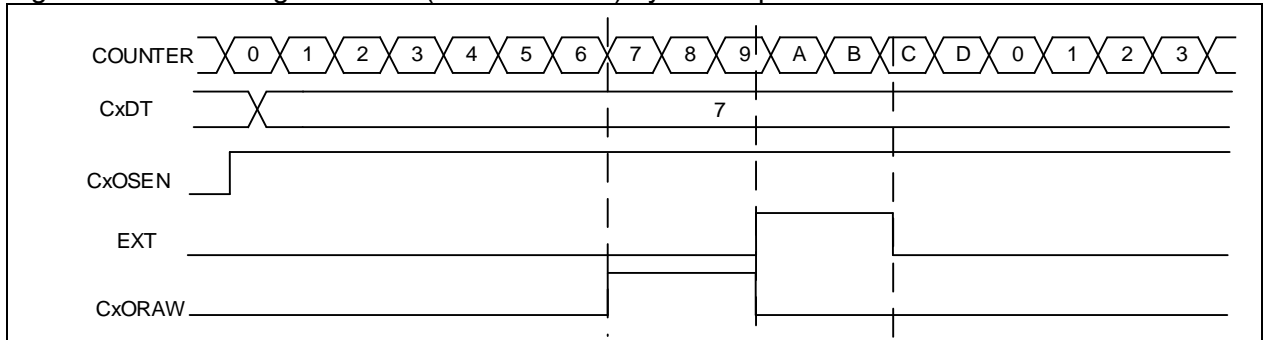 COUNTER 0 1 2 3 4 5 6 7 8 9 A B C D 0 1 2 3
CxDT 7
CxOSEN
EXT
CxORAW